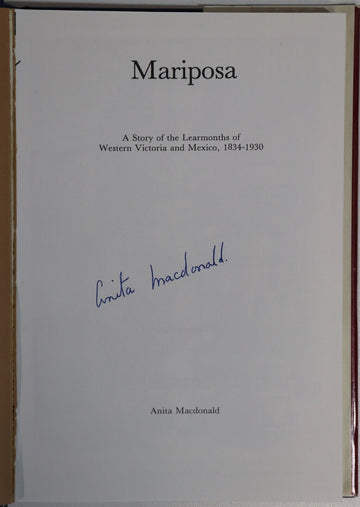 Mariposa
A Story of the Learmonths of
Western Victoria and Mexico, 1834-1930
Anita Macdonald.
Anita Macdonald